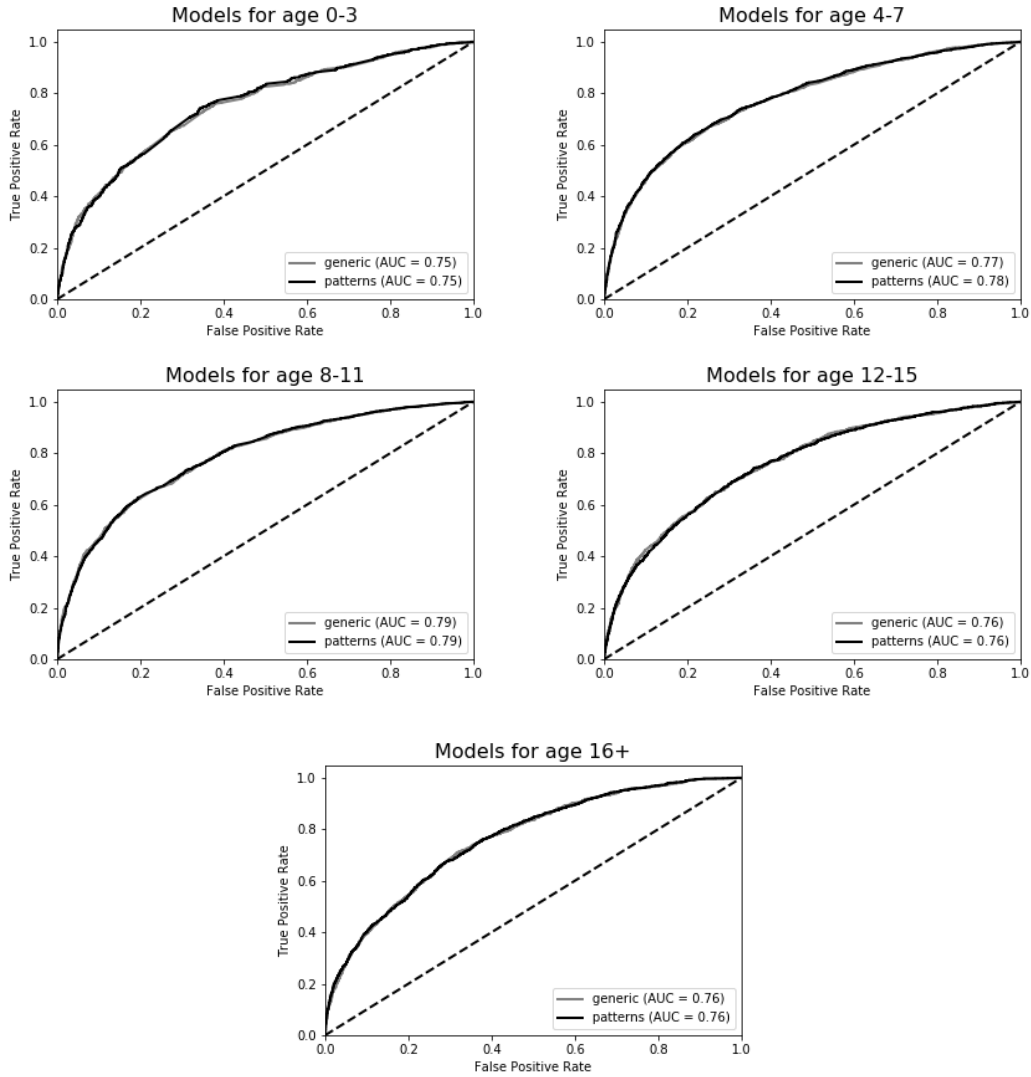 Models for age 0-3
True Positive Rate
1.0
0.8
0.6
0.4
0.2
0.0
generic (AUC = 0.75)
patterns (AUC = 0.75)
0.0 0.2 0.4 0.6 0.8 1.0
False Positive Rate
Models for age 4-7
True Positive Rate
1.0
0.8
0.6
0.4
0.2
0.0
generic (AUC = 0.77)
patterns (AUC = 0.78)
0.0 0.2 0.4 0.6 0.8 1.0
False Positive Rate
Models for age 8-11
True Positive Rate
1.0
0.8
0.6
0.4
0.2
0.0
generic (AUC = 0.79)
patterns (AUC = 0.79)
0.0 0.2 0.4 0.6 0.8 1.0
False Positive Rate
Models for age 12-15
True Positive Rate
1.0
0.8
0.6
0.4
0.2
0.0
generic (AUC = 0.76)
patterns (AUC = 0.76)
0.0 0.2 0.4 0.6 0.8 1.0
False Positive Rate
Models for age 16+
True Positive Rate
1.0
0.8
0.6
0.4
0.2
0.0
generic (AUC = 0.76)
patterns (AUC = 0.76)
0.0 0.2 0.4 0.6 0.8 1.0
False Positive Rate